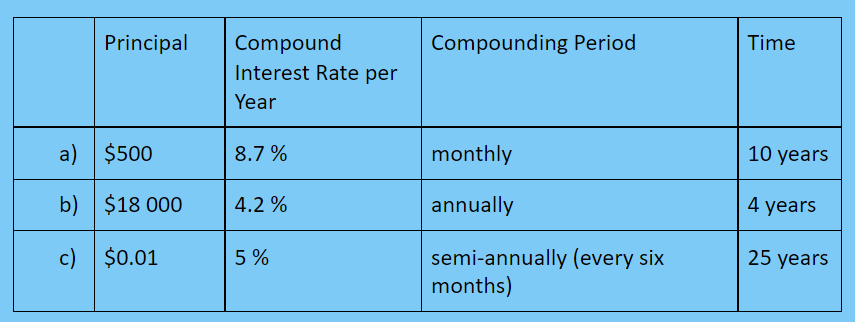 Principal
Compound
Interest Rate per
Year
Compounding Period
Time
a) $500 8.7 % monthly 10 years
b) $18 000 4.2 % annually 4 years
c) $0.01 5 % semi-annually (every six 25 years
months)